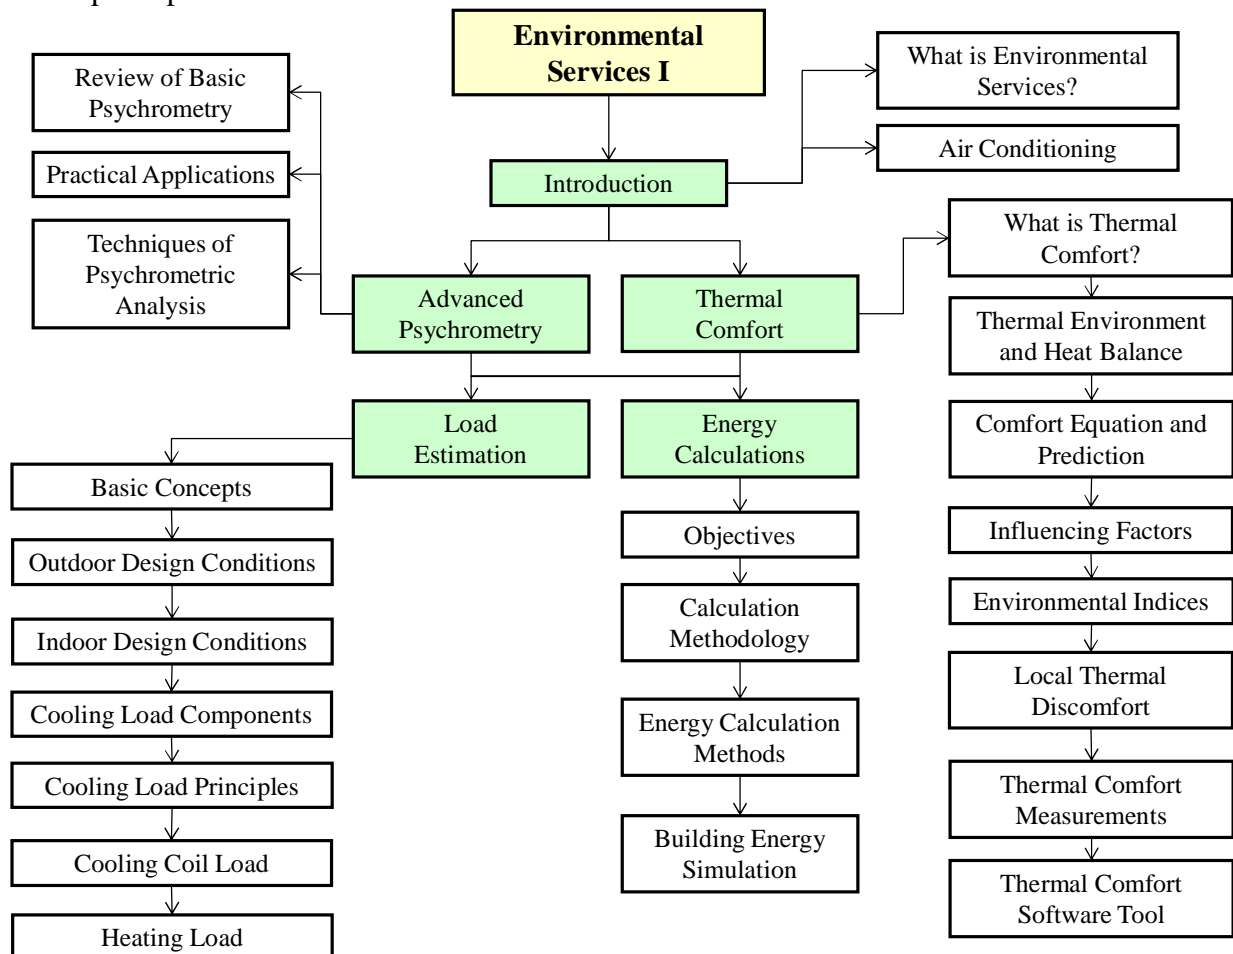 Environmental
Services I
What is Environmental
Services?
Air Conditioning
Introduction
Review of Basic
Psychrometry
Practical Applications
Techniques of
Psychrometric
Analysis
Advanced
Psychrometry
Thermal
Comfort
What is Thermal
Comfort?
Thermal Environment
and Heat Balance
Comfort Equation and
Prediction
Influencing Factors
Environmental Indices
Local Thermal
Discomfort
Thermal Comfort
Measurements
Thermal Comfort
Software Tool
Load
Estimation
Energy
Calculations
Basic Concepts
Outdoor Design Conditions
Indoor Design Conditions
Cooling Load Components
Cooling Load Principles
Cooling Coil Load
Heating Load
Objectives
Calculation
Methodology
Energy Calculation
Methods
Building Energy
Simulation